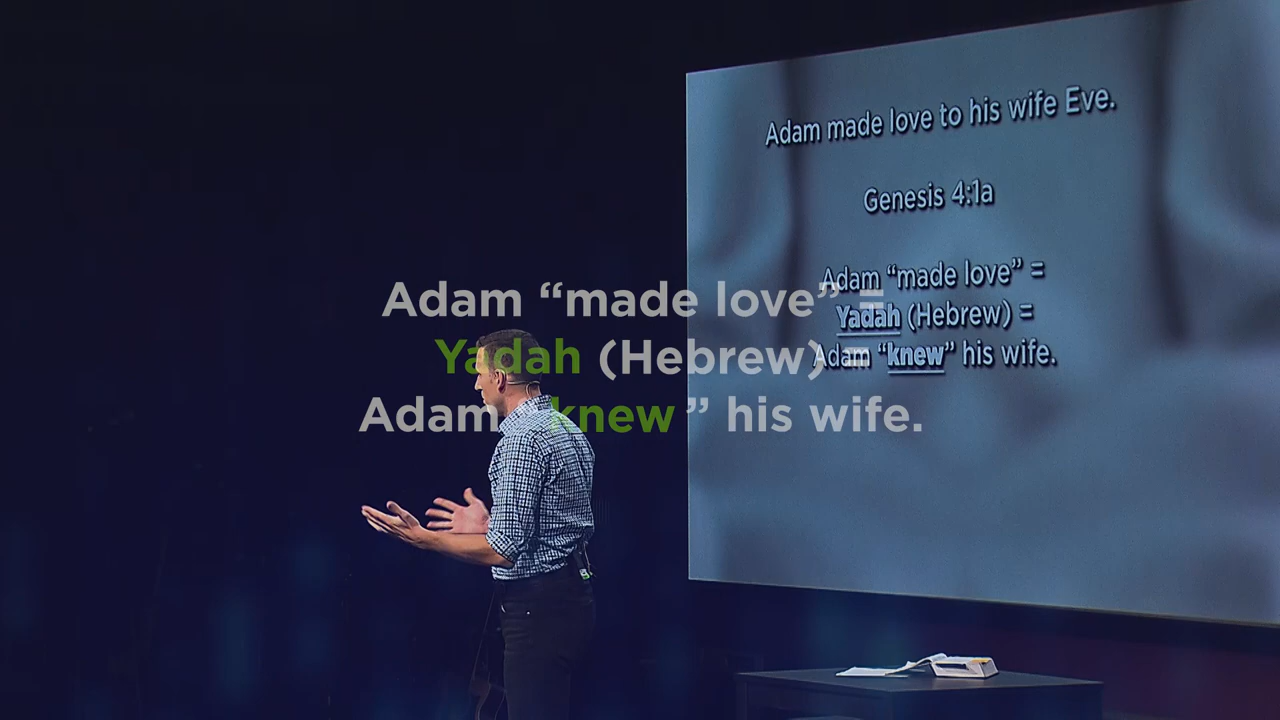 Adam made love to his wife Eve.
Genesis 4:1a
Adam “made love” =
Yadah (Hebrew) =
Adam “knew” his wife.
Adam “made love” =
Yadah (Hebrew) =
Adam “knew” his wife.